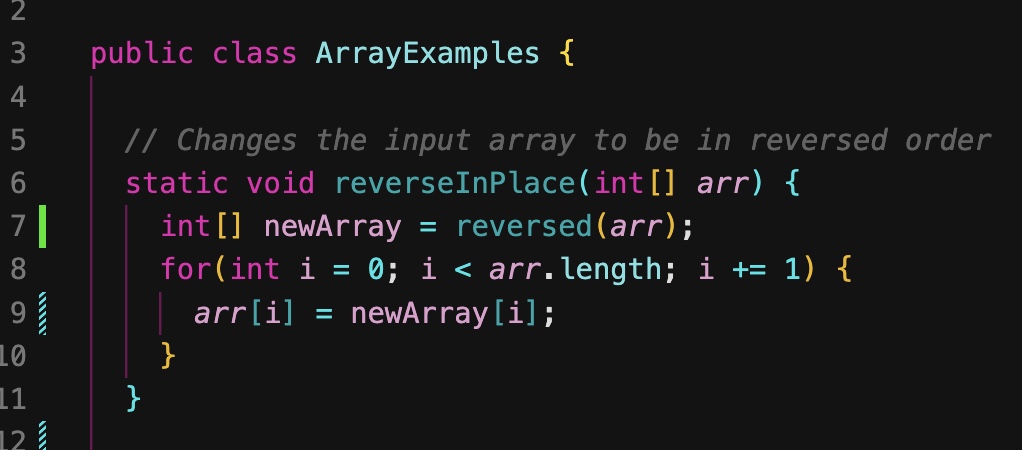 2
3 public class ArrayExamples {
4
5 // Changes the input array to be in reversed order
6 static void reverseInPlace(int[] arr) {
7 int[] newArray = reversed(arr);
8 for(int i = 0; i < arr.length; i += 1) {
9 arr[i] = newArray[i];
10 }
11 }
12